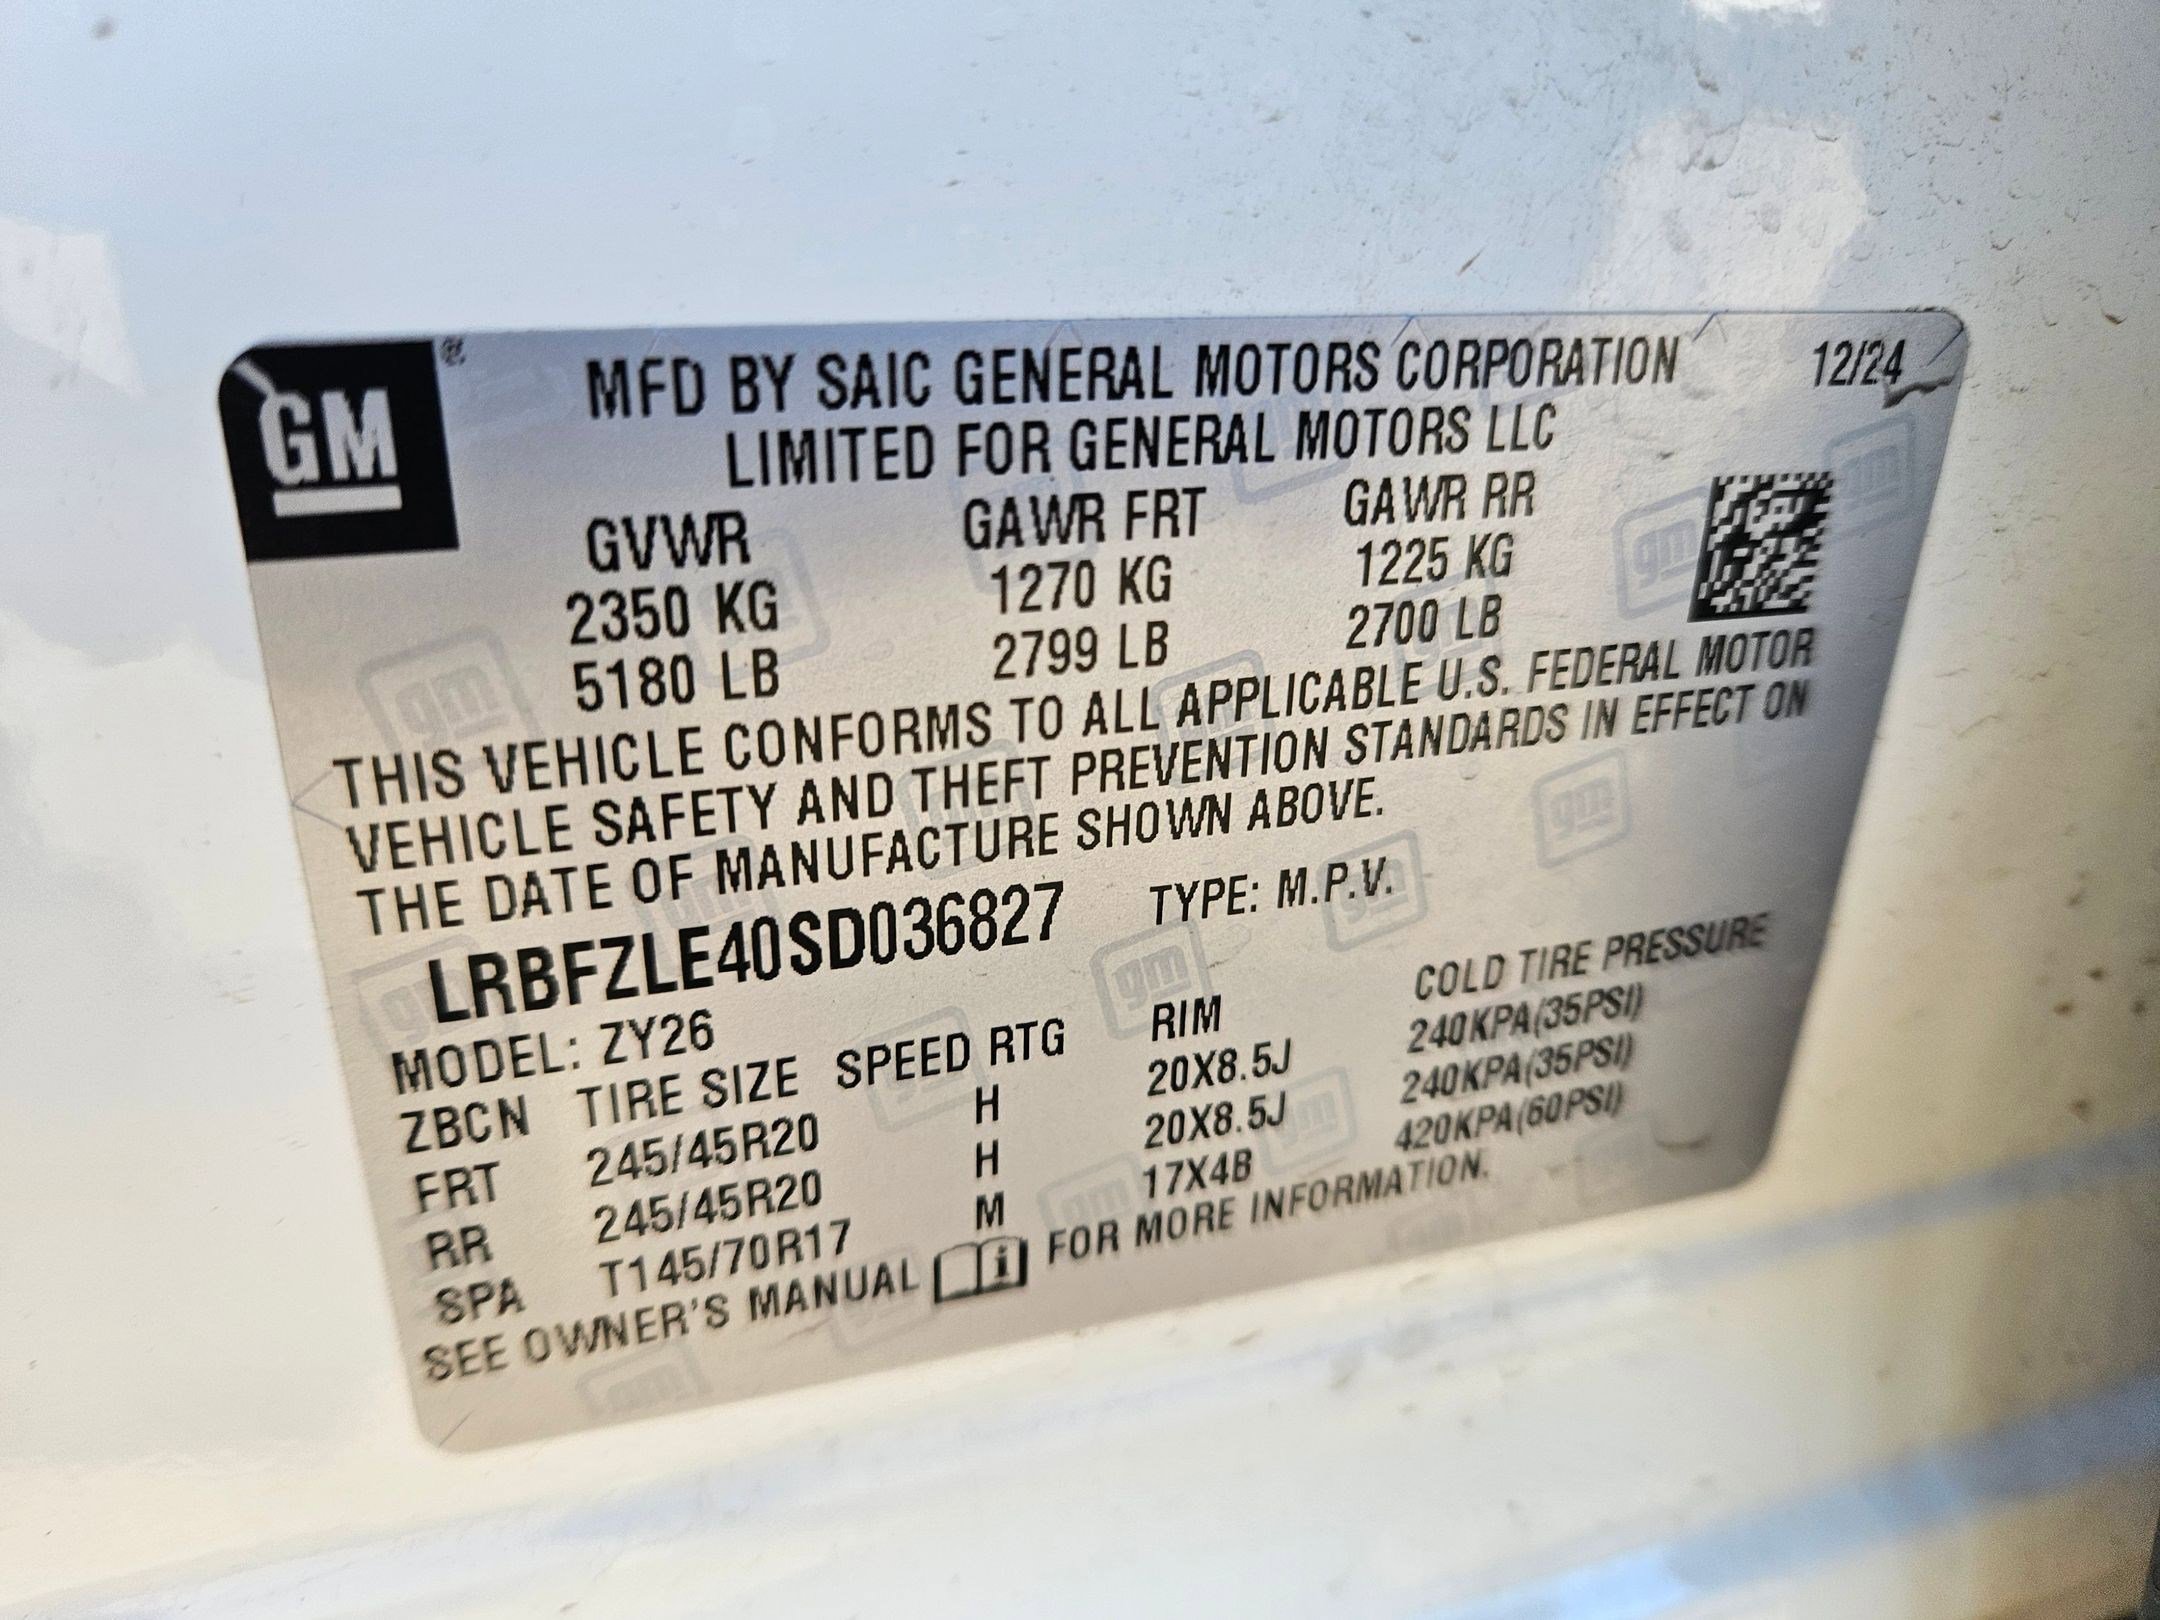 GM ®
MFD BY SAIC GENERAL MOTORS CORPORATION 12/24
LIMITED FOR GENERAL MOTORS LLC
GVWR GAWR FRT GAWR RR
2350 KG 1270 KG 1225 KG
5180 LB 2799 LB 2700 LB
THIS VEHICLE CONFORMS TO ALL APPLICABLE U.S. FEDERAL MOTOR
VEHICLE SAFETY AND THEFT PREVENTION STANDARDS IN EFFECT ON
THE DATE OF MANUFACTURE SHOWN ABOVE.
LRBFZLE40SD036827 TYPE: M.P.V.
MODEL: ZY26
ZBCN TIRE SIZE SPEED RTG RIM COLD TIRE PRESSURE
FRT 245/45R20 H 20X8.5J 240KPA(35PSI)
RR 245/45R20 H 20X8.5J 240KPA(35PSI)
SPA T145/70R17 M 17X4B 420KPA(60PSI)
SEE OWNER'S MANUAL FOR MORE INFORMATION.